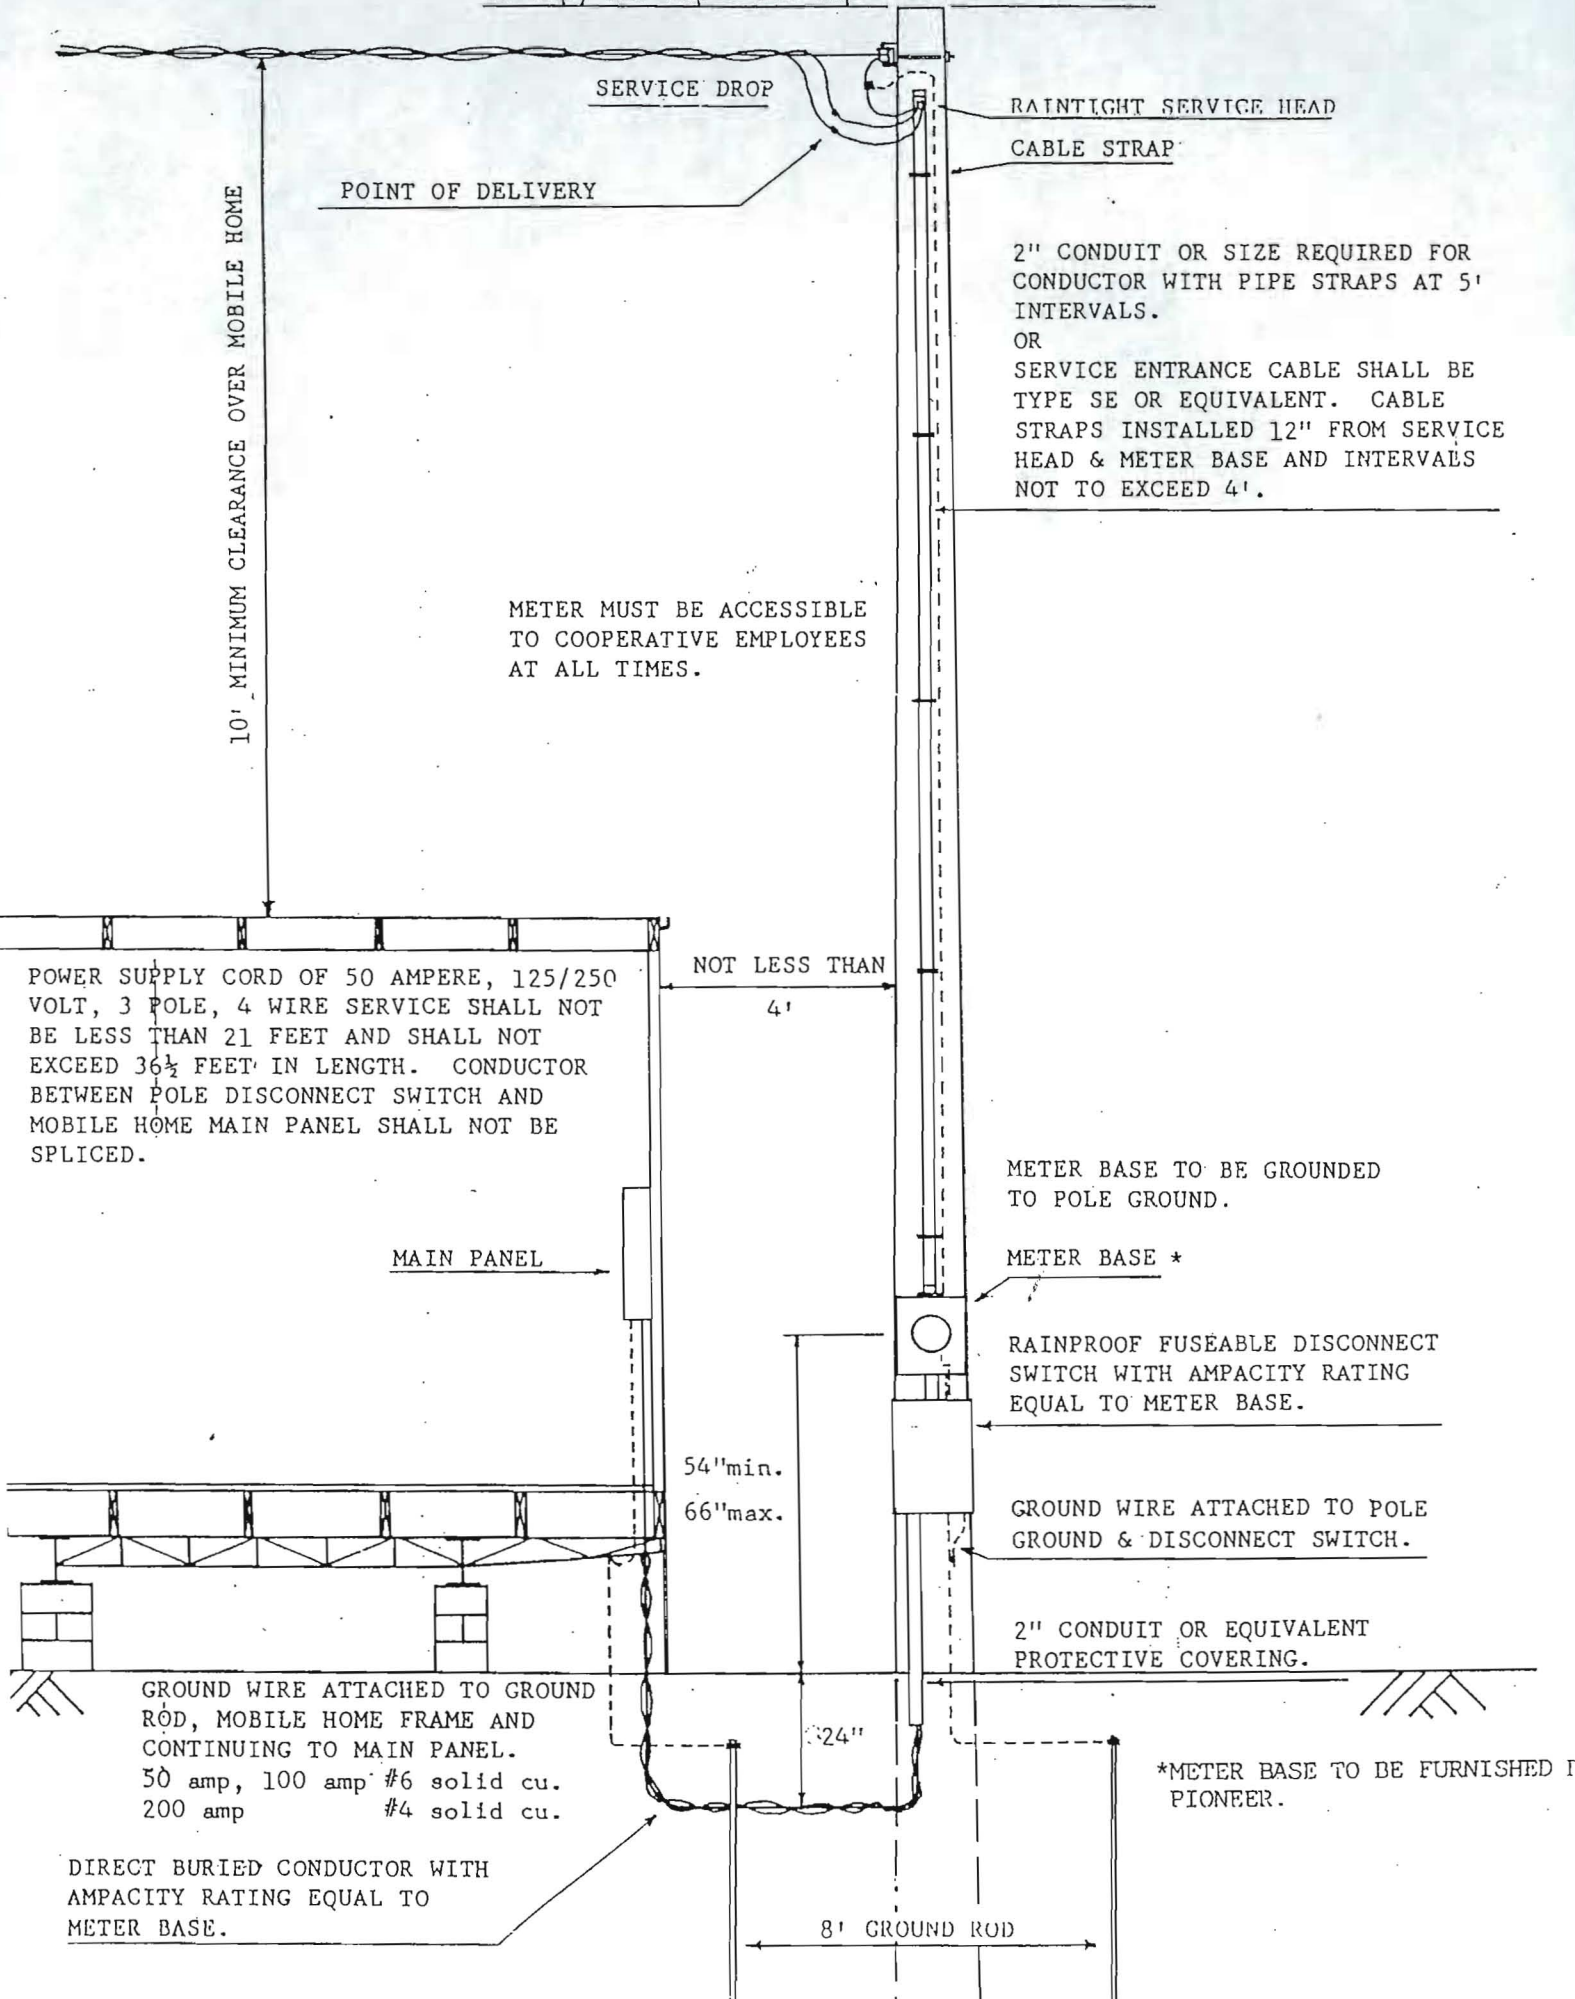 SERVICE DROP
RAINTIGHT SERVICE HEAD
CABLE STRAP
POINT OF DELIVERY
10' MINIMUM CLEARANCE OVER MOBILE HOME
2" CONDUIT OR SIZE REQUIRED FOR
CONDUCTOR WITH PIPE STRAPS AT 5'
INTERVALS.
OR
SERVICE ENTRANCE CABLE SHALL BE
TYPE SE OR EQUIVALENT. CABLE
STRAPS INSTALLED 12" FROM SERVICE
HEAD & METER BASE AND INTERVALS
NOT TO EXCEED 4'.
METER MUST BE ACCESSIBLE
TO COOPERATIVE EMPLOYEES
AT ALL TIMES.
POWER SUPPLY CORD OF 50 AMPERE, 125/250
VOLT, 3 POLE, 4 WIRE SERVICE SHALL NOT
BE LESS THAN 21 FEET AND SHALL NOT
EXCEED 36½ FEET IN LENGTH. CONDUCTOR
BETWEEN POLE DISCONNECT SWITCH AND
MOBILE HOME MAIN PANEL SHALL NOT BE
SPLICED.
NOT LESS THAN
4'
METER BASE TO BE GROUNDED
TO POLE GROUND.
MAIN PANEL
METER BASE *
RAINPROOF FUSEABLE DISCONNECT
SWITCH WITH AMPACITY RATING
EQUAL TO METER BASE.
54"min.
66"max.
GROUND WIRE ATTACHED TO POLE
GROUND & DISCONNECT SWITCH.
2" CONDUIT OR EQUIVALENT
PROTECTIVE COVERING.
GROUND WIRE ATTACHED TO GROUND
ROD, MOBILE HOME FRAME AND
CONTINUING TO MAIN PANEL.
50 amp, 100 amp #6 solid cu.
200 amp #4 solid cu.
24"
*METER BASE TO BE FURNISHED
PIONEER.
DIRECT BURIED CONDUCTOR WITH
AMPACITY RATING EQUAL TO
METER BASE.
8' GROUND ROD